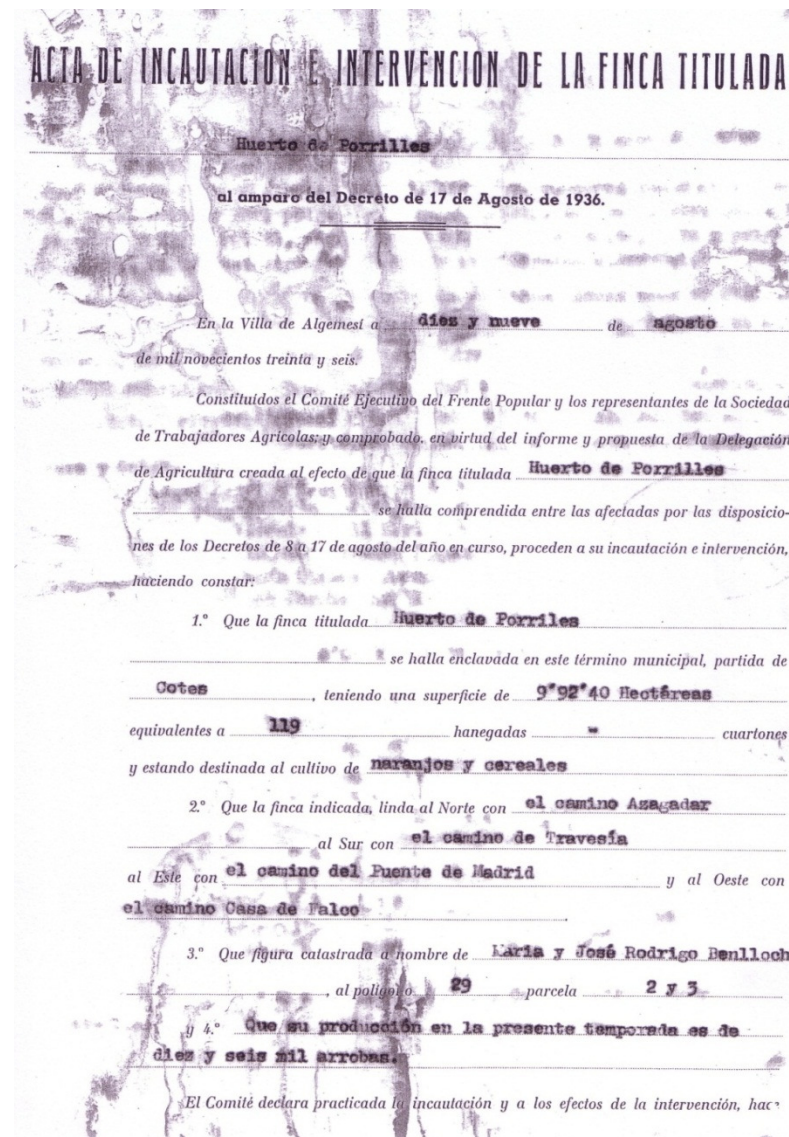 ACTA DE INCAUTACION E INTERVENCION DE LA FINCA TITULADA
Huerto de Porrilles
al amparo del Decreto de 17 de Agosto de 1936.
En la Villa de Algemesí a diez y nueve de agosto
de mil novecientos treinta y seis.
Constituidos el Comité Ejecutivo del Frente Popular y los representantes de la Sociedad
de Trabajadores Agrícolas; y comprobado, en virtud del informe y propuesta de la Delegación
de Agricultura creada al efecto de que la finca titulada Huerto de Porrilles
se halla comprendida entre las afectadas por las disposicio-
nes de los Decretos de 8 a 17 de agosto del año en curso, proceden a su incautación e intervención,
haciendo constar:
1.º Que la finca titulada Huerto de Porriles
se halla enclavada en este término municipal, partida de
Cotes, teniendo una superficie de 9'92'40 Hectáreas
equivalentes a 119 hanegadas - cuartones
y estando destinada al cultivo de naranjos y cereales
2.º Que la finca indicada, linda al Norte con el camino Azagadar
al Sur con el camino de Travesía
al Este con el camino del Puente de Madrid y al Oeste con
el camino Casa de Falco.
3.º Que figura catastrada a nombre de Maria y José Rodrigo Benlloch
, al polígono 29 parcela 2 y 3
y 4.º Que su producción en la presente temporada es de
diez y seis mil arrobas.
El Comité declara practicada la incautación y a los efectos de la intervención, hace